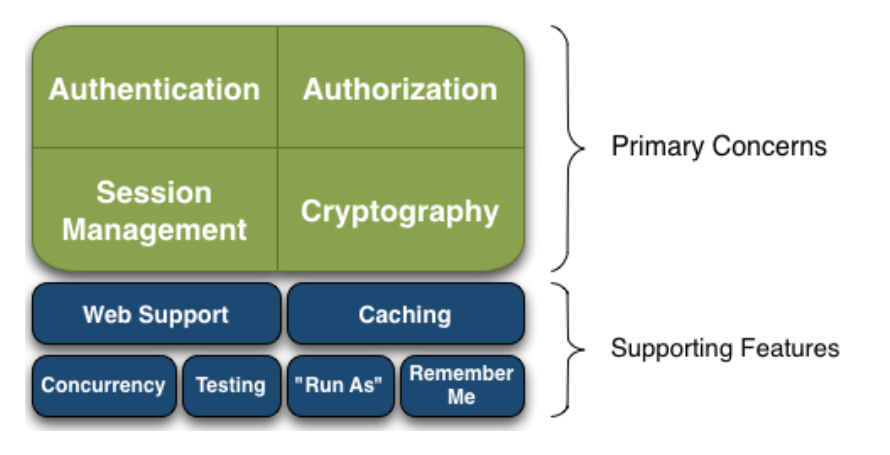 Authentication
Authorization
Session
Management
Cryptography
Primary Concerns
Web Support
Caching
Concurrency
Testing
"Run As"
Remember
Me
Supporting Features